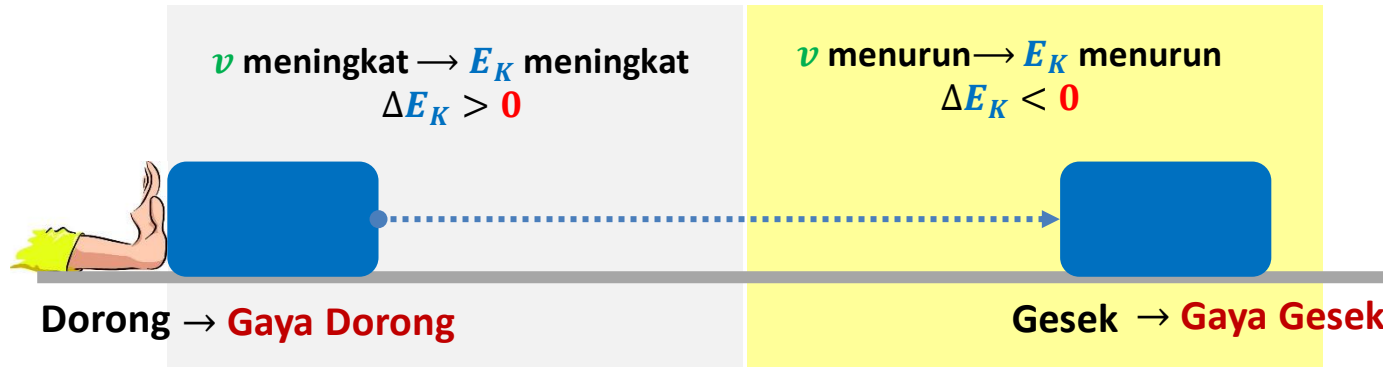 v meningkat → E_K meningkat
ΔE_K > 0
v menurun → E_K menurun
ΔE_K < 0
Dorong → Gaya Dorong
Gesek → Gaya Gesek